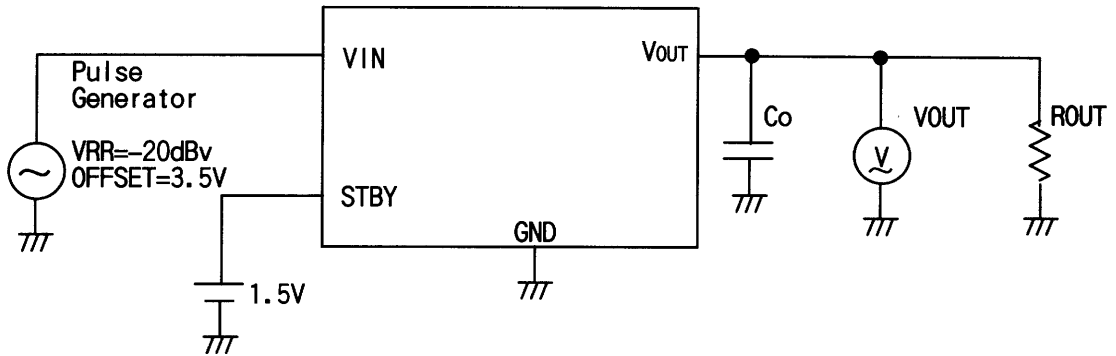 VIN
VOUT
Pulse
Generator
VRR=-20dBv
OFFSET=3.5V
STBY
GND
1.5V
Co
VOUT
V
ROUT